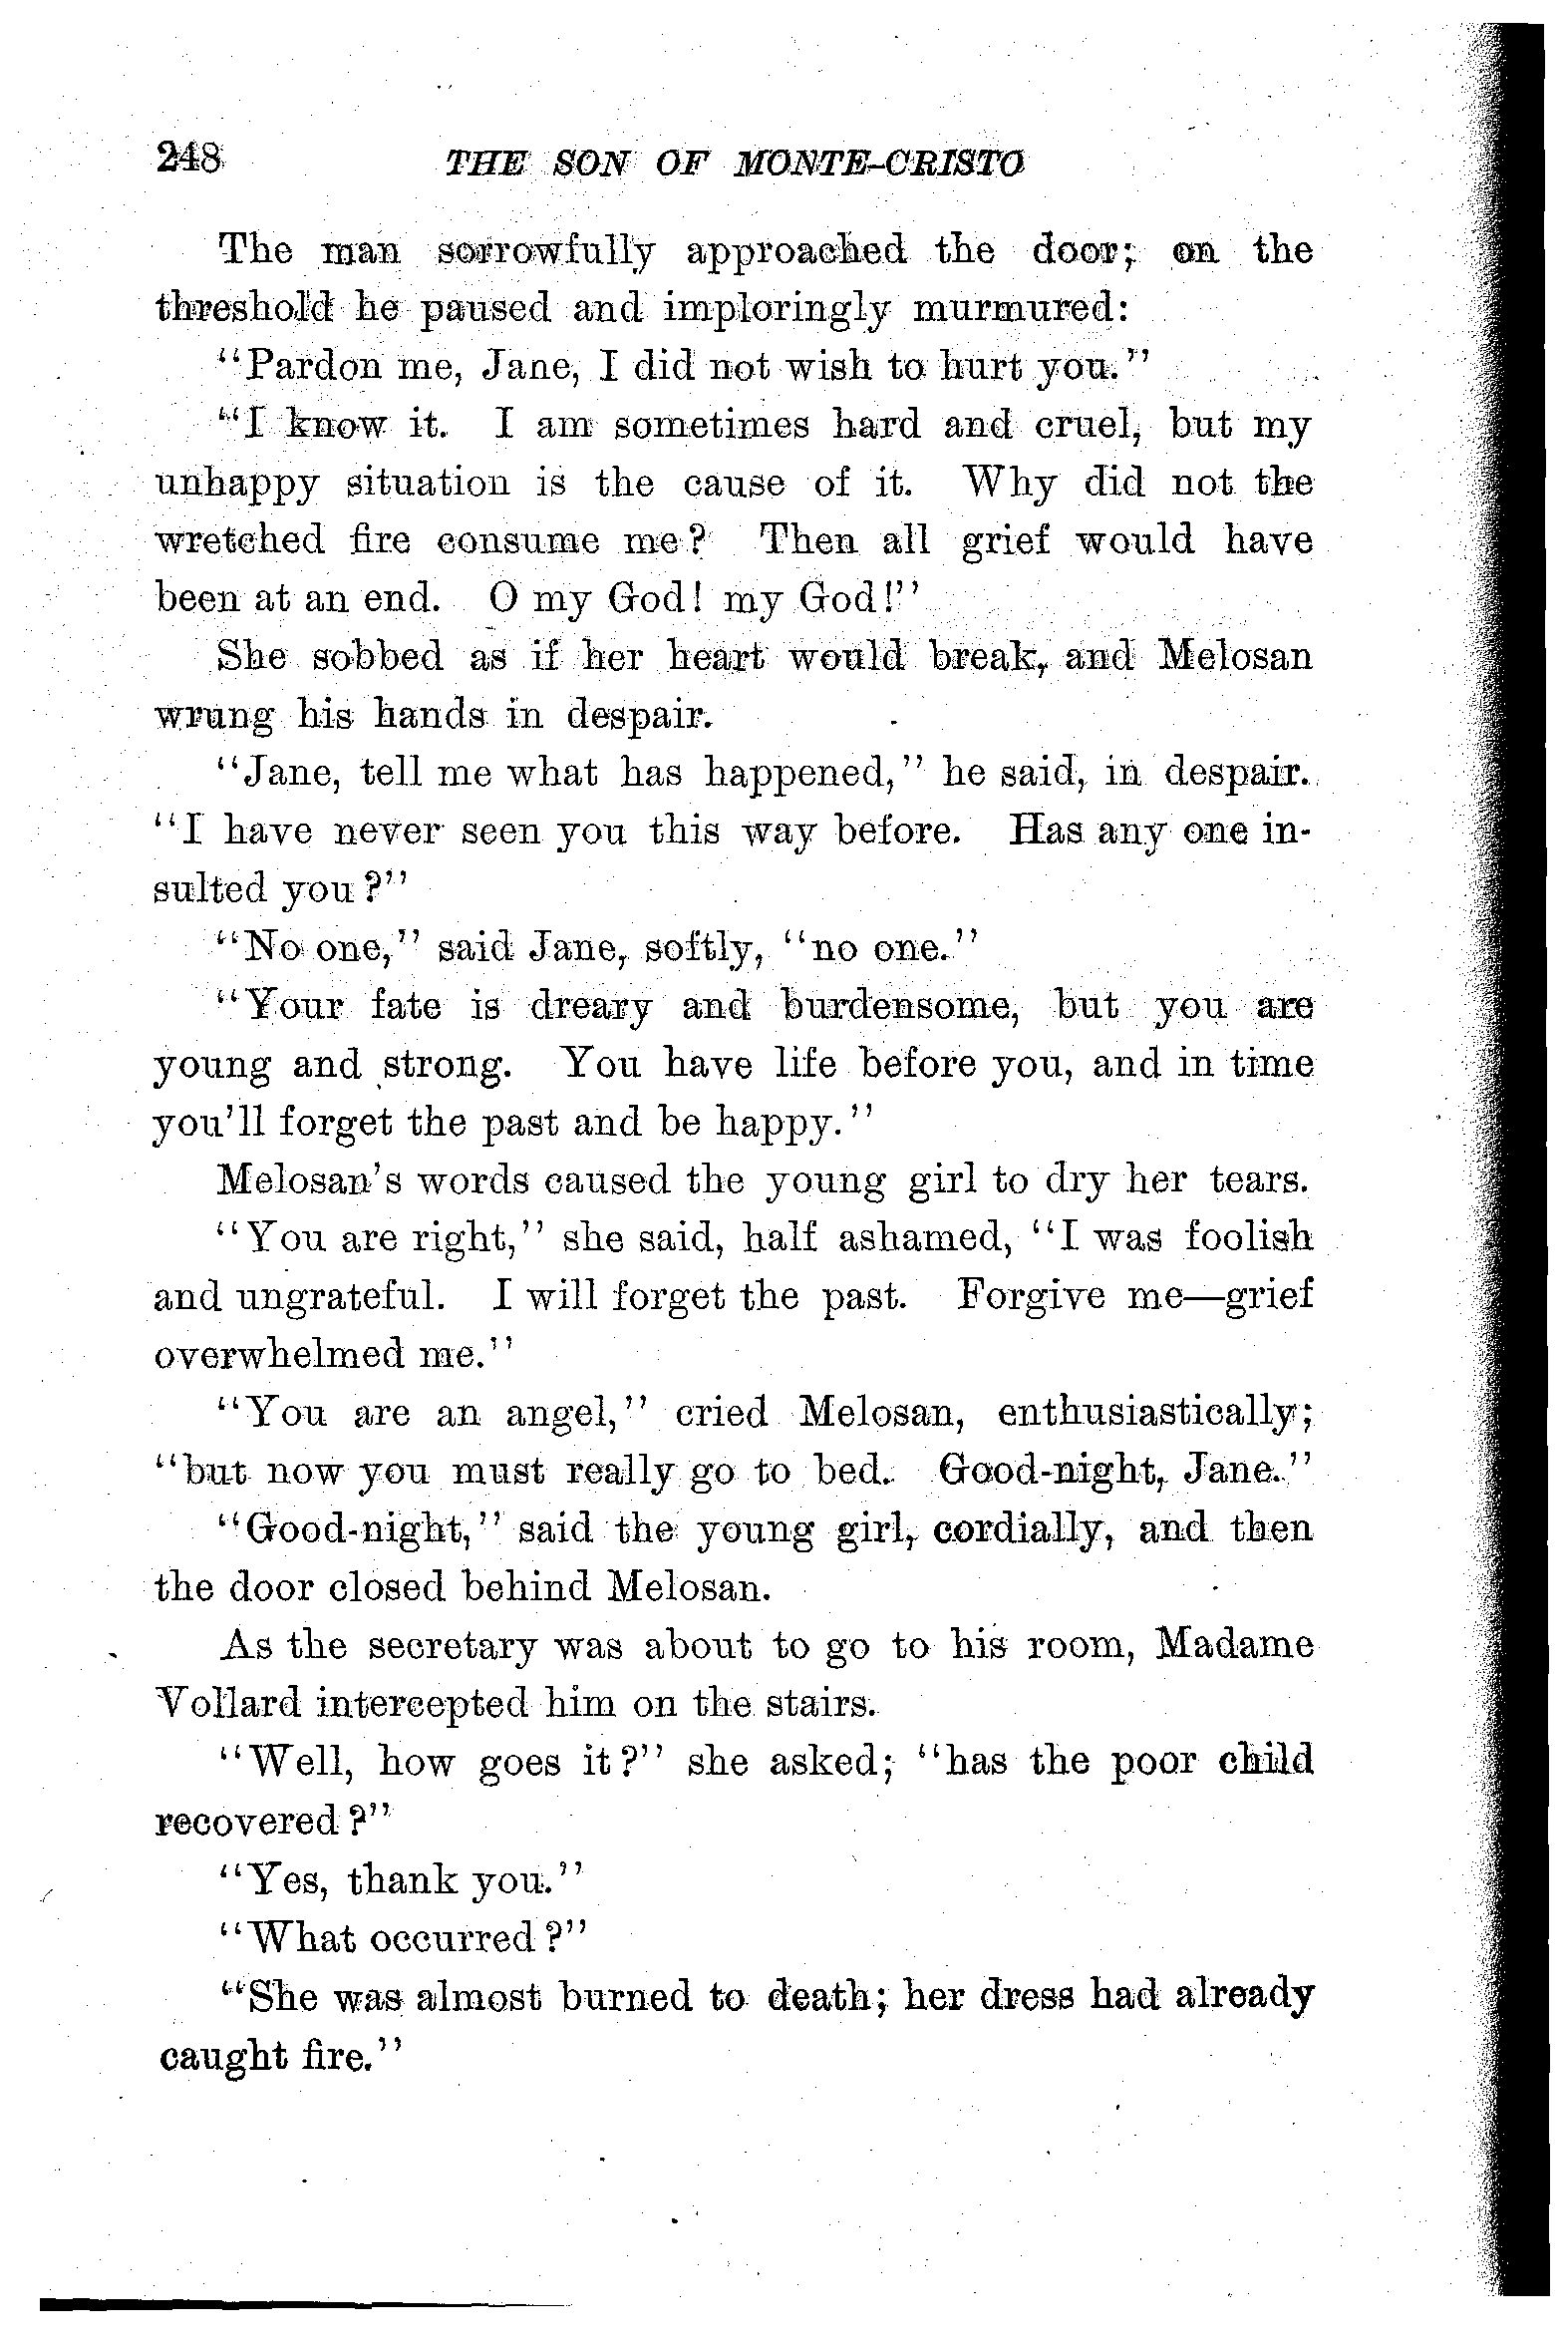 248 THE SON OF MONTE-CRISTO
The man sorrowfully approached the door; on the
threshold he paused and imploringly murmured:
"Pardon me, Jane, I did not wish to hurt you."
"I know it. I am sometimes hard and cruel, but my
unhappy situation is the cause of it. Why did not the
wretched fire consume me? Then all grief would have
been at an end. O my God! my God!"
She sobbed as if her heart would break, and Melosan
wrung his hands in despair.
"Jane, tell me what has happened," he said, in despair.
"I have never seen you this way before. Has any one in-
sulted you?"
"No one," said Jane, softly, "no one."
"Your fate is dreary and burdensome, but you are
young and strong. You have life before you, and in time
you'll forget the past and be happy."
Melosan's words caused the young girl to dry her tears.
"You are right," she said, half ashamed, "I was foolish
and ungrateful. I will forget the past. Forgive me—grief
overwhelmed me."
"You are an angel," cried Melosan, enthusiastically;
"but now you must really go to bed. Good-night, Jane."
"Good-night," said the young girl, cordially, and then
the door closed behind Melosan.
As the secretary was about to go to his room, Madame
Vollard intercepted him on the stairs.
"Well, how goes it?" she asked; "has the poor child
recovered?"
"Yes, thank you."
"What occurred?"
"She was almost burned to death; her dress had already
caught fire."